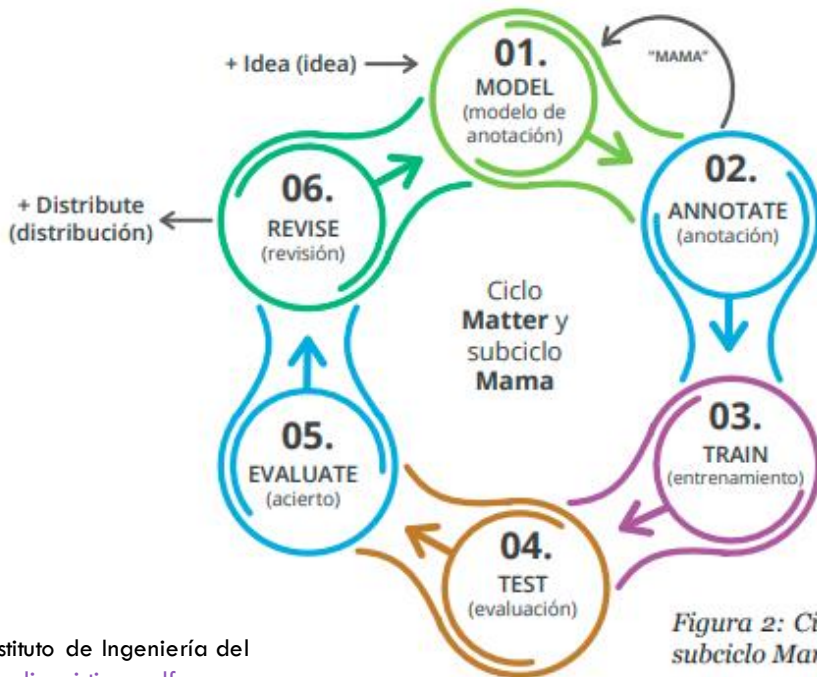 + Idea (idea)
01.
MODEL
(modelo de
anotación)
"MAMA"
02.
ANNOTATE
(anotación)
03.
TRAIN
(entrenamiento)
04.
TEST
(evaluación)
05.
EVALUATE
(acierto)
06.
REVISE
(revisión)
+ Distribute
(distribución)
Ciclo
Matter y
subciclo
Mama
Figura 2: Ci
subciclo Mar
stituto de Ingeniería del